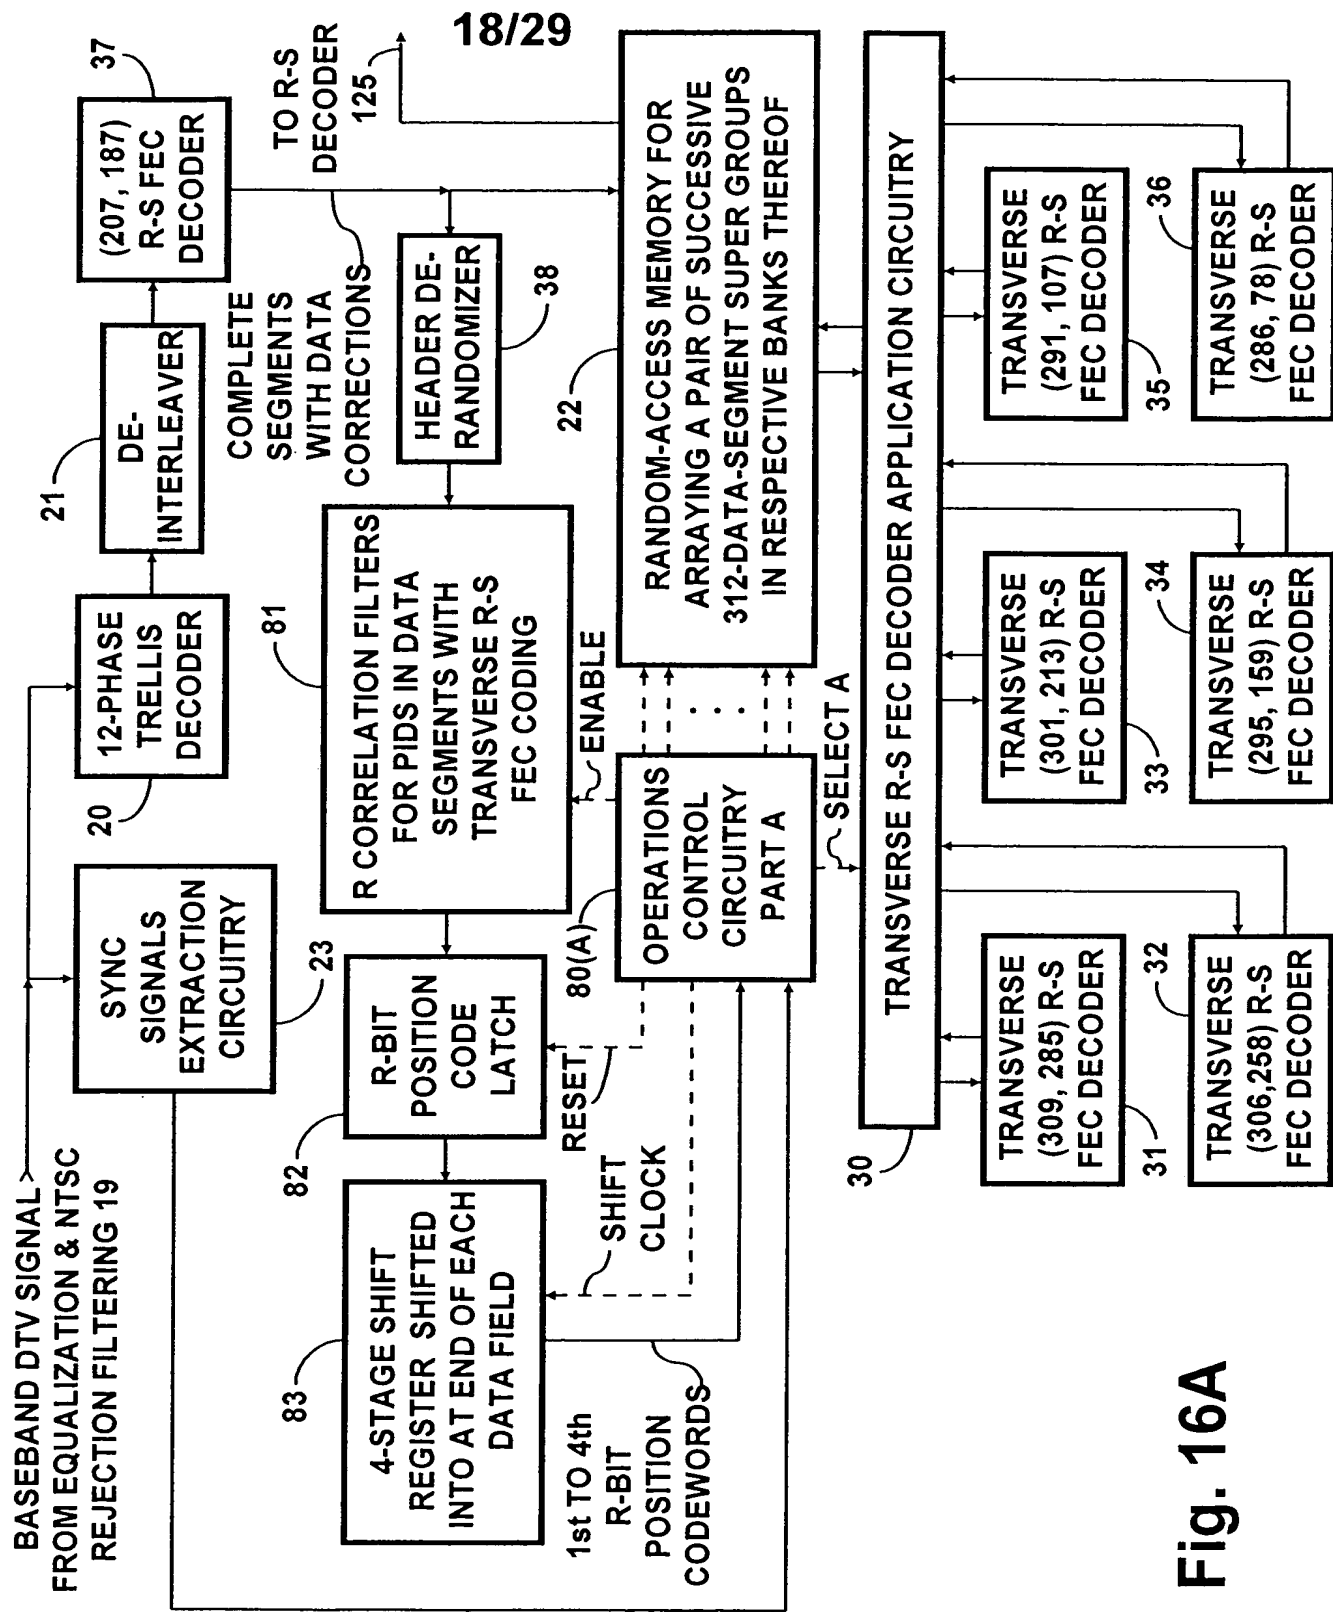 18/29
BASEBAND DTV SIGNAL
FROM EQUALIZATION & NTSC
REJECTION FILTERING 19
SYNC
SIGNALS
EXTRACTION
CIRCUITRY
23
12-PHASE
TRELLIS
DECODER
20
DE-
INTERLEAVER
21
(207, 187)
R-S FEC
DECODER
37
TO R-S
DECODER
125
COMPLETE
SEGMENTS
WITH DATA
CORRECTIONS
HEADER DE-
RANDOMIZER
38
R CORRELATION FILTERS
FOR PIDS IN DATA
SEGMENTS WITH
TRANSVERSE R-S
FEC CODING
81
R-BIT
POSITION
CODE
LATCH
82
4-STAGE SHIFT
REGISTER SHIFTED
INTO AT END OF EACH
DATA FIELD
83
1st TO 4th
R-BIT
POSITION
CODEWORDS
SHIFT
CLOCK
RESET
80(A)
OPERATIONS
CONTROL
CIRCUITRY
PART A
ENABLE
SELECT A
. . .
22
RANDOM-ACCESS MEMORY FOR
ARRAYING A PAIR OF SUCCESSIVE
312-DATA-SEGMENT SUPER GROUPS
IN RESPECTIVE BANKS THEREOF
30
TRANSVERSE R-S FEC DECODER APPLICATION CIRCUITRY
TRANSVERSE
(309, 285) R-S
FEC DECODER
31
TRANSVERSE
(306,258) R-S
FEC DECODER
32
TRANSVERSE
(301, 213) R-S
FEC DECODER
33
TRANSVERSE
(295, 159) R-S
FEC DECODER
34
TRANSVERSE
(291, 107) R-S
FEC DECODER
35
TRANSVERSE
(286, 78) R-S
FEC DECODER
36
Fig. 16A